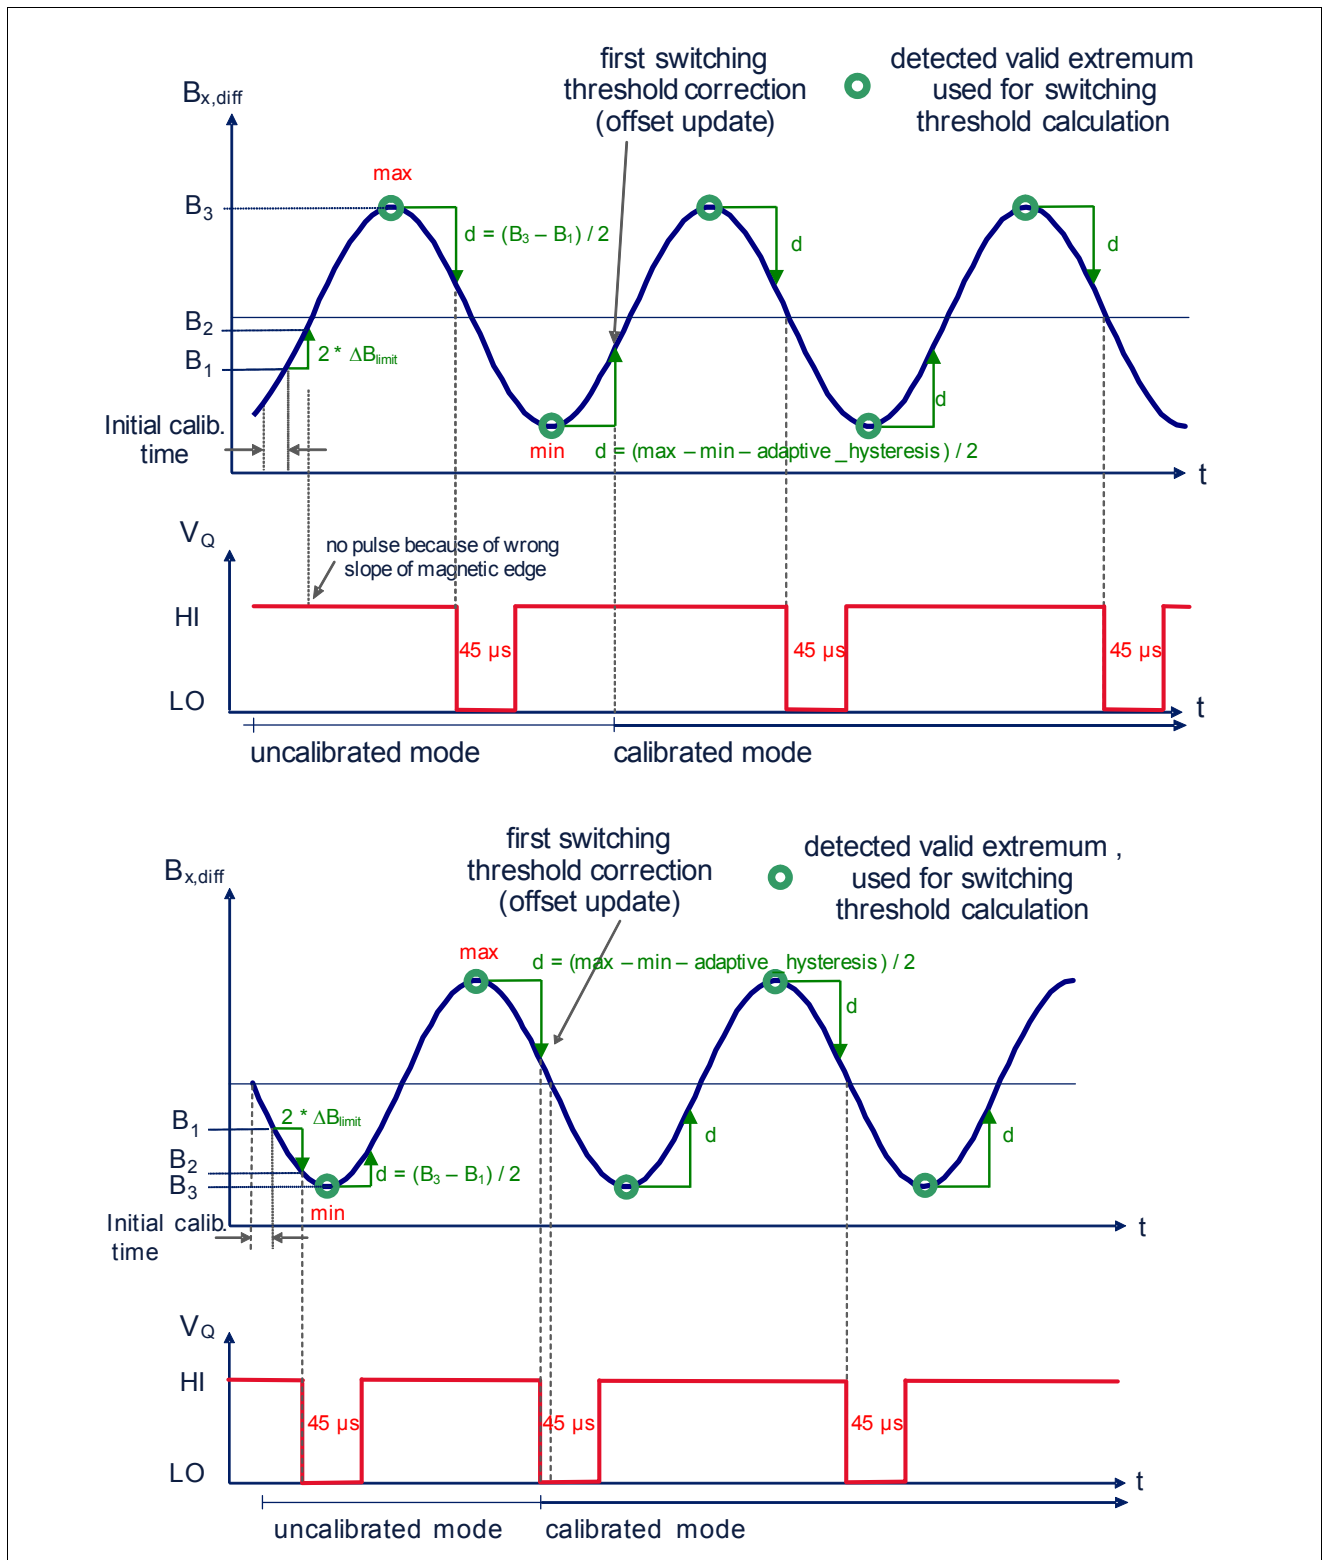 first switching
threshold correction
(offset update)
detected valid extremum
used for switching
threshold calculation
Bx,diff
max
B3
d = (B3 – B1) / 2
d
d
B2
2 * ΔBlimit
B1
d
Initial calib.
time
min
d = (max – min – adaptive_hysteresis) / 2
t
VQ
no pulse because of wrong
slope of magnetic edge
HI
45 µs
45 µs
45 µs
LO
t
uncalibrated mode
calibrated mode
first switching
threshold correction
(offset update)
detected valid extremum ,
used for switching
threshold calculation
Bx,diff
max
d = (max – min – adaptive_hysteresis) / 2
d
B1
2 * ΔBlimit
d
d
B2
d = (B3 – B1) / 2
B3
min
Initial calib.
time
t
VQ
HI
45 µs
45 µs
45 µs
LO
t
uncalibrated mode
calibrated mode